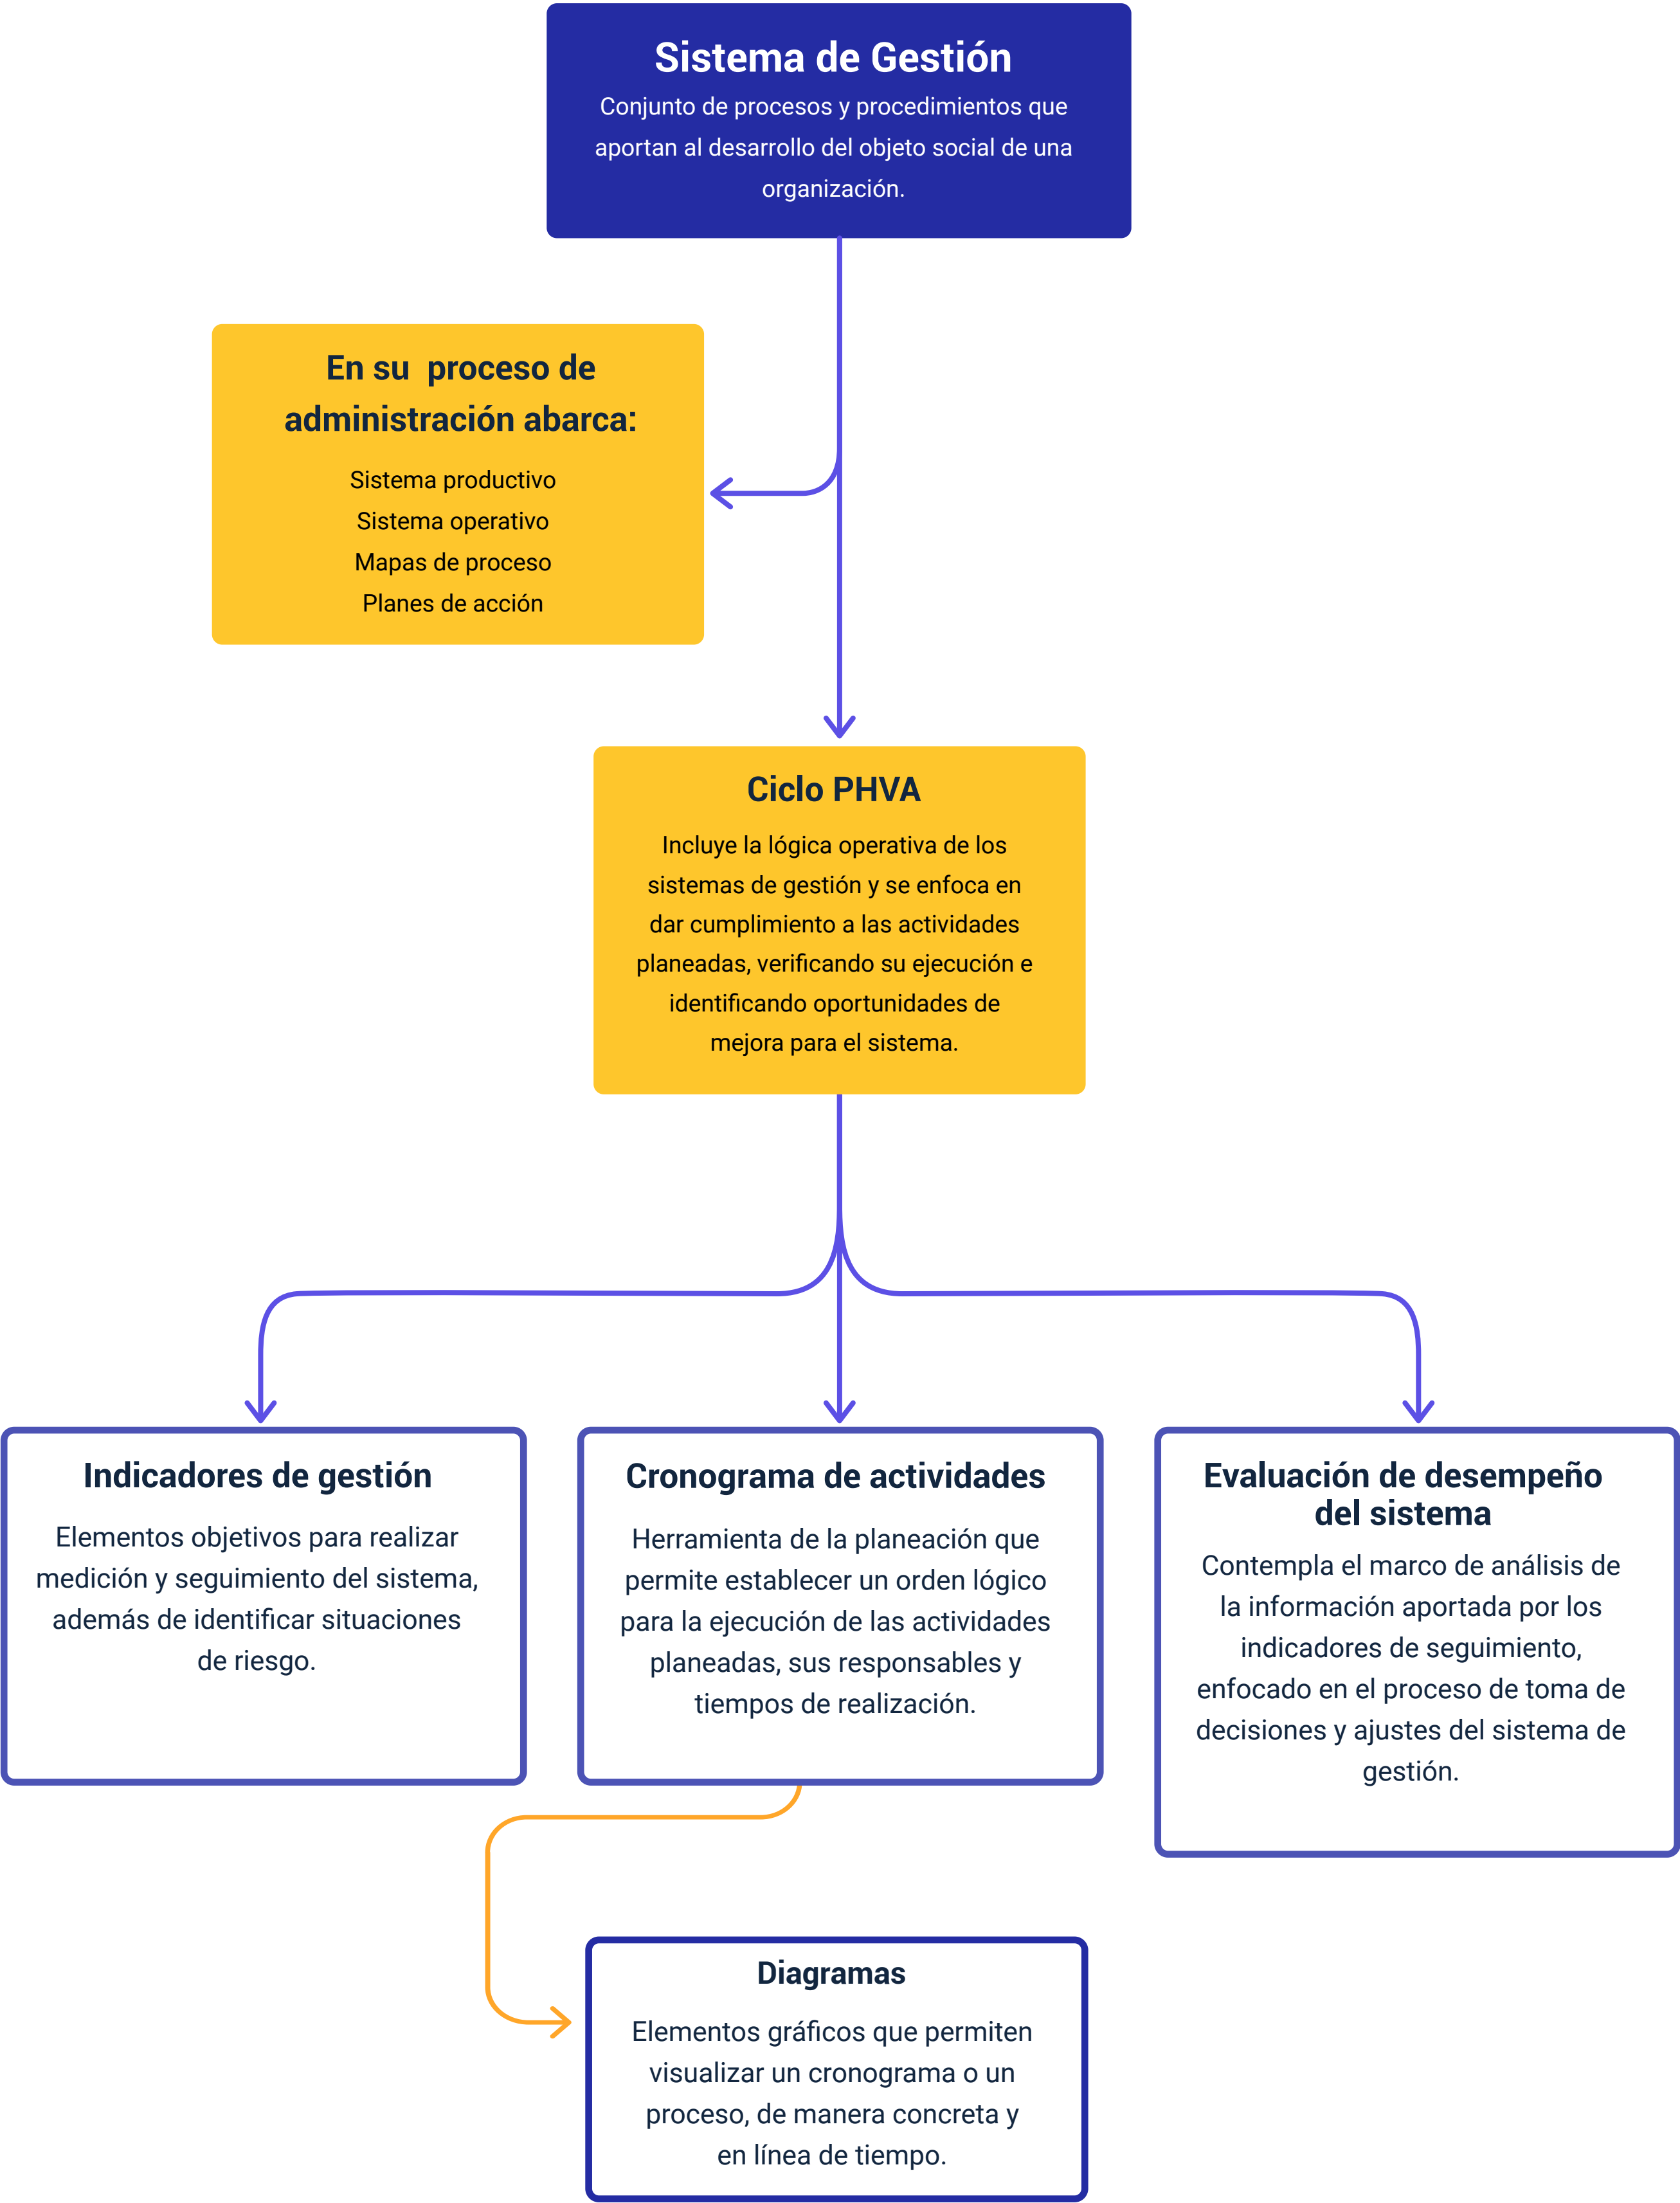 Sistema de Gestión
Conjunto de procesos y procedimientos que
aportan al desarrollo del objeto social de una
organización.
En su  proceso de
administración abarca:
Sistema productivo
Sistema operativo
Mapas de proceso
Planes de acción
Ciclo PHVA
Incluye la lógica operativa de los
sistemas de gestión y se enfoca en
dar cumplimiento a las actividades
planeadas, verificando su ejecución e
identificando oportunidades de
mejora para el sistema.
Indicadores de gestión
Elementos objetivos para realizar
medición y seguimiento del sistema,
además de identificar situaciones
de riesgo.
Cronograma de actividades
Herramienta de la planeación que
permite establecer un orden lógico
para la ejecución de las actividades
planeadas, sus responsables y
tiempos de realización.
Evaluación de desempeño
del sistema
Contempla el marco de análisis de
la información aportada por los
indicadores de seguimiento,
enfocado en el proceso de toma de
decisiones y ajustes del sistema de
gestión.
Diagramas
Elementos gráficos que permiten
visualizar un cronograma o un
proceso, de manera concreta y
en línea de tiempo.